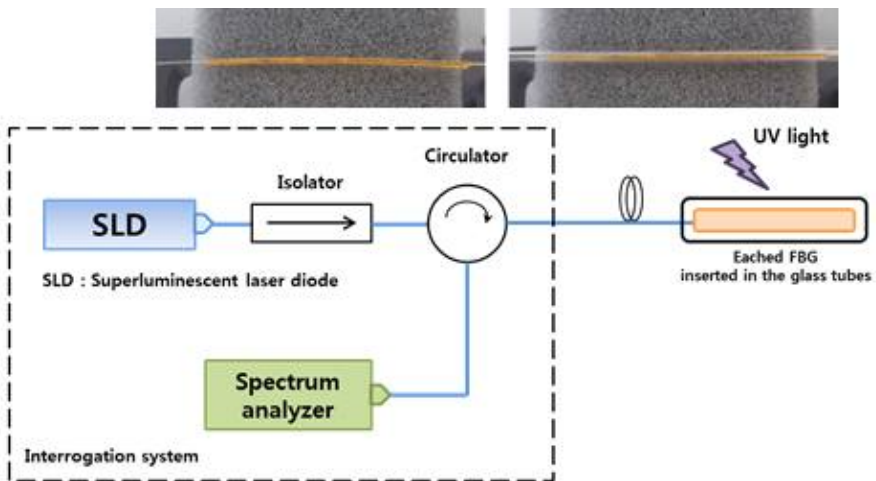 UV light
Circulator
Isolator
SLD
Eached FBG
inserted in the glass tubes
SLD : Superluminescent laser diode
Spectrum
analyzer
Interrogation system